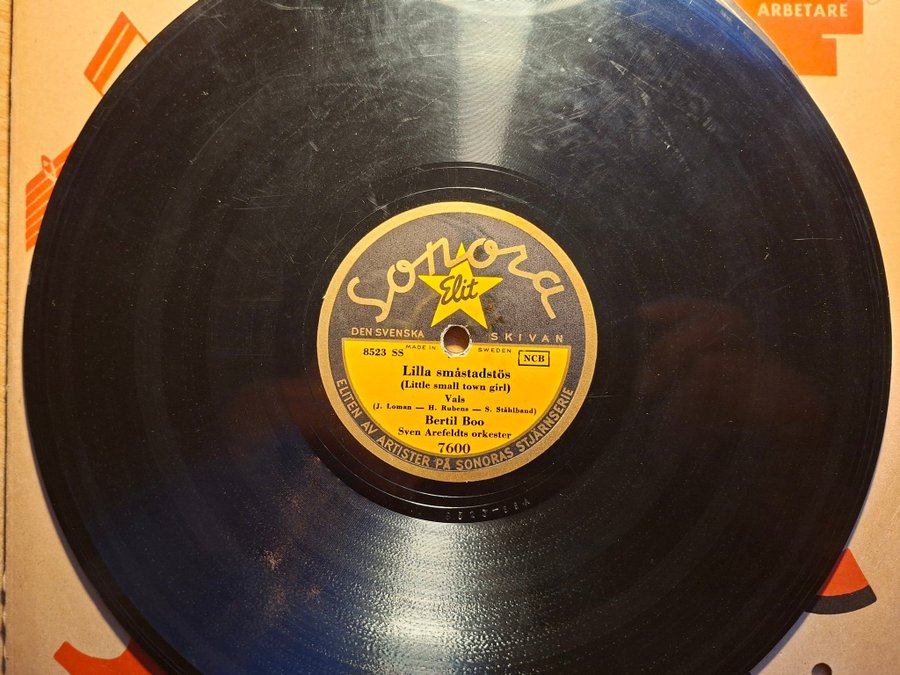 ARBETARE
Sonora
Elit
DEN SVENSKA SKIVAN
MADE IN SWEDEN
8523 SS NCB
Lilla småstadstös
(Little small town girl)
Vals
(J. Loman — H. Rubens — S. Ståhlband)
Bertil Boo
Sven Arefeldts orkester
7600
ELITEN AV ARTISTER PÅ SONORAS STJÄRNSERIE